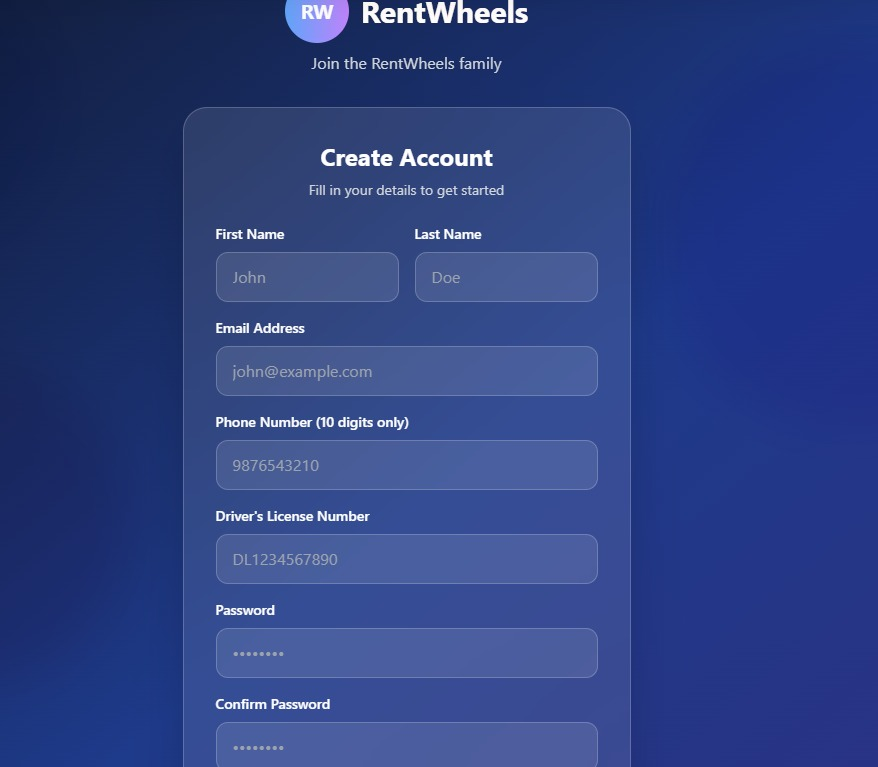 RW RentWheels
Join the RentWheels family
Create Account
Fill in your details to get started
First Name Last Name
John Doe
Email Address
john@example.com
Phone Number (10 digits only)
9876543210
Driver's License Number
DL1234567890
Password
••••••••
Confirm Password
••••••••